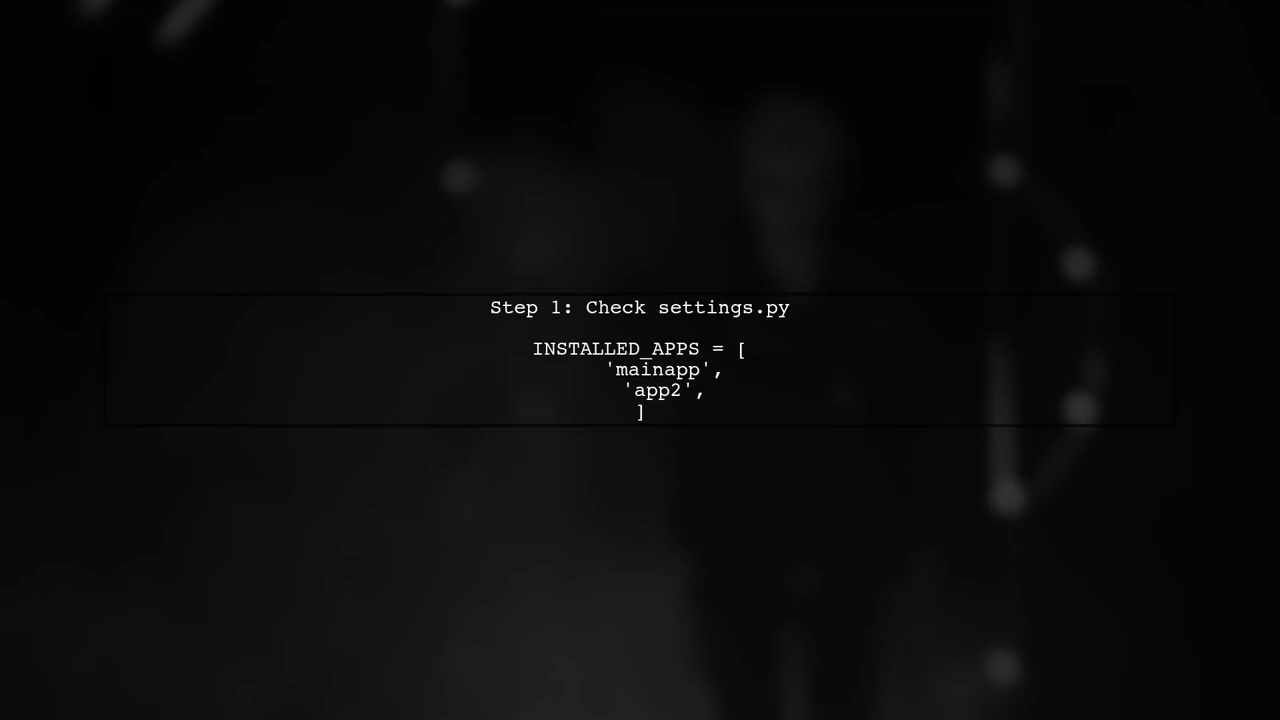 Step 1: Check settings.py
INSTALLED_APPS = [
'mainapp',
'app2',
]